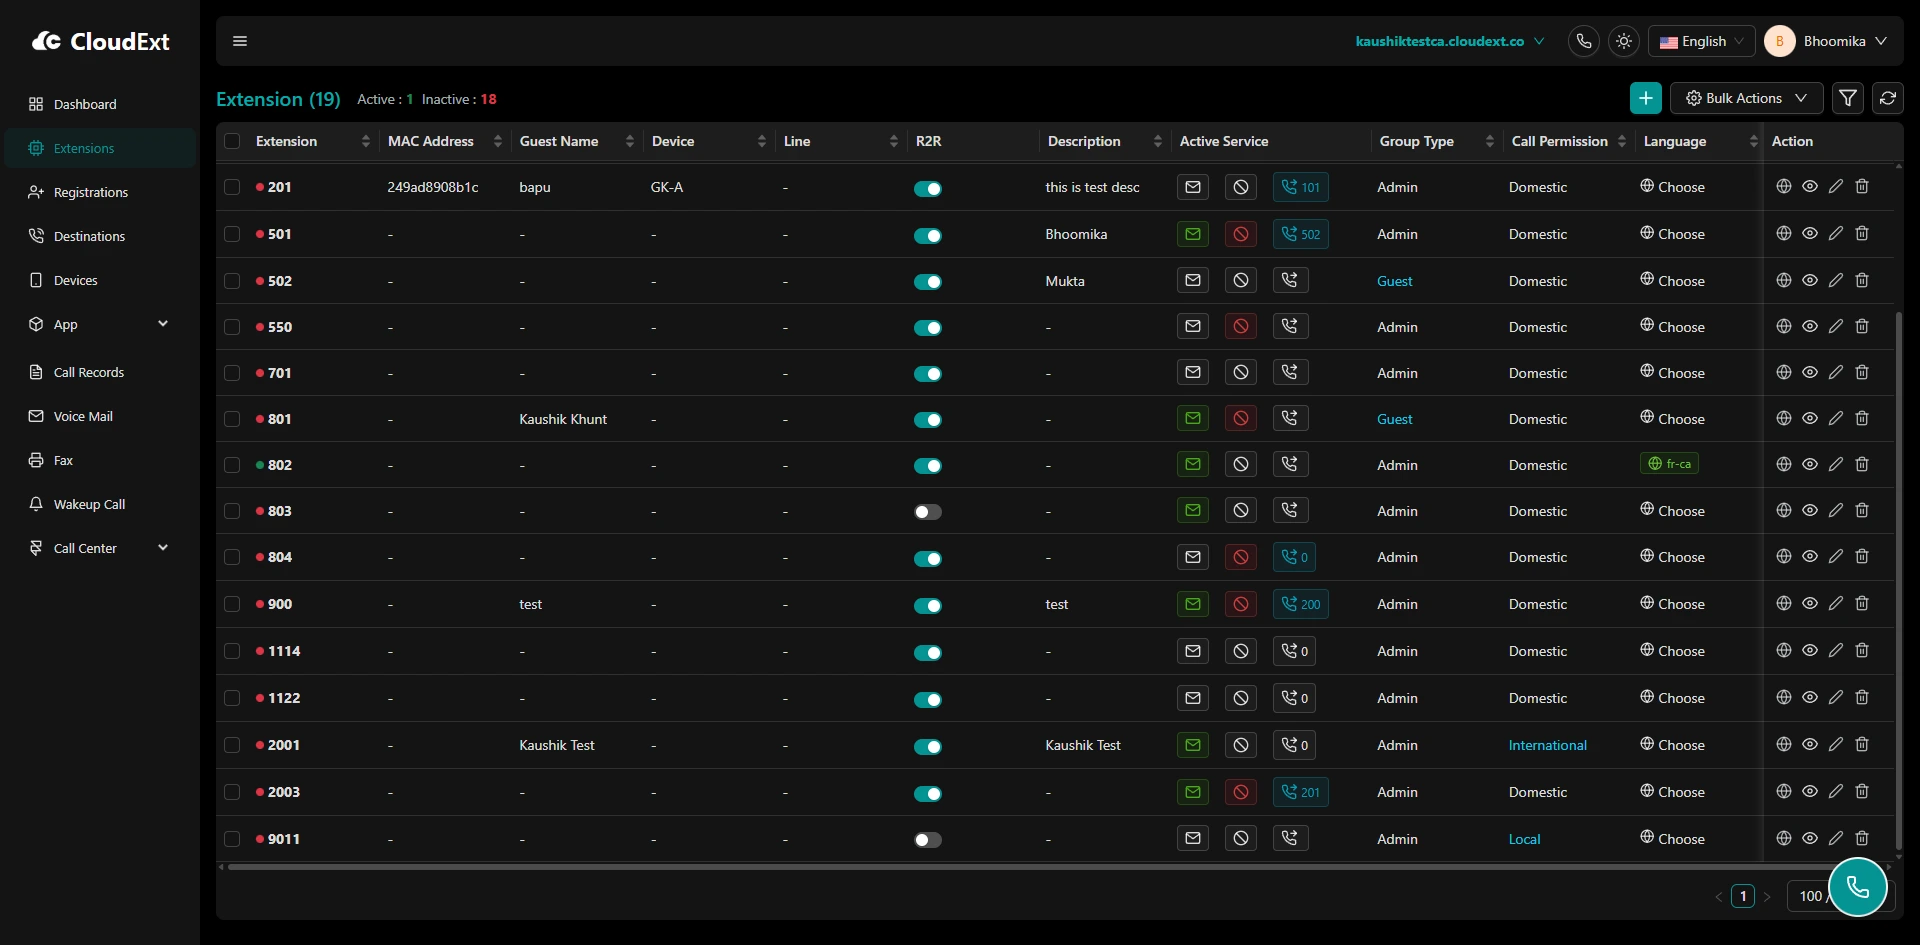 CloudExt
kaushiktestca.cloudext.co
English
B
Bhoomika
Dashboard
Extensions
Registrations
Destinations
Devices
App
Call Records
Voice Mail
Fax
Wakeup Call
Call Center
Extension (19) Active : 1 Inactive : 18
Bulk Actions
Extension MAC Address Guest Name Device Line R2R Description Active Service Group Type Call Permission Language Action
201 249ad8908b1c bapu GK-A - this is test desc 101 Admin Domestic Choose
501 - - - - Bhoomika 502 Admin Domestic Choose
502 - - - - Mukta Guest Domestic Choose
550 - - - - - Admin Domestic Choose
701 - - - - - Admin Domestic Choose
801 - Kaushik Khunt - - - Guest Domestic Choose
802 - - - - - Admin Domestic fr-ca
803 - - - - - Admin Domestic Choose
804 - - - - - 0 Admin Domestic Choose
900 - test - - test 200 Admin Domestic Choose
1114 - - - - - 0 Admin Domestic Choose
1122 - - - - - 0 Admin Domestic Choose
2001 - Kaushik Test - - Kaushik Test 0 Admin International Choose
2003 - - - - - 201 Admin Domestic Choose
9011 - - - - - Admin Local Choose
< 1 > 100 /